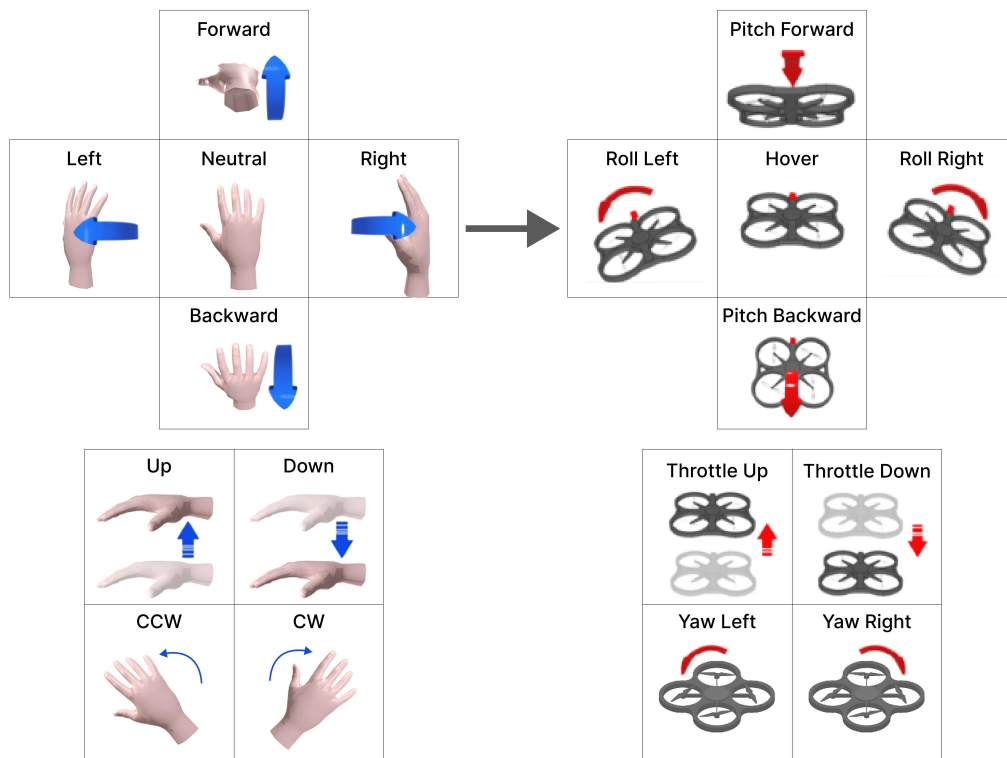 Forward
Left
Neutral
Right
Backward
Up
Down
CCW
CW
Pitch Forward
Roll Left
Hover
Roll Right
Pitch Backward
Throttle Up
Throttle Down
Yaw Left
Yaw Right